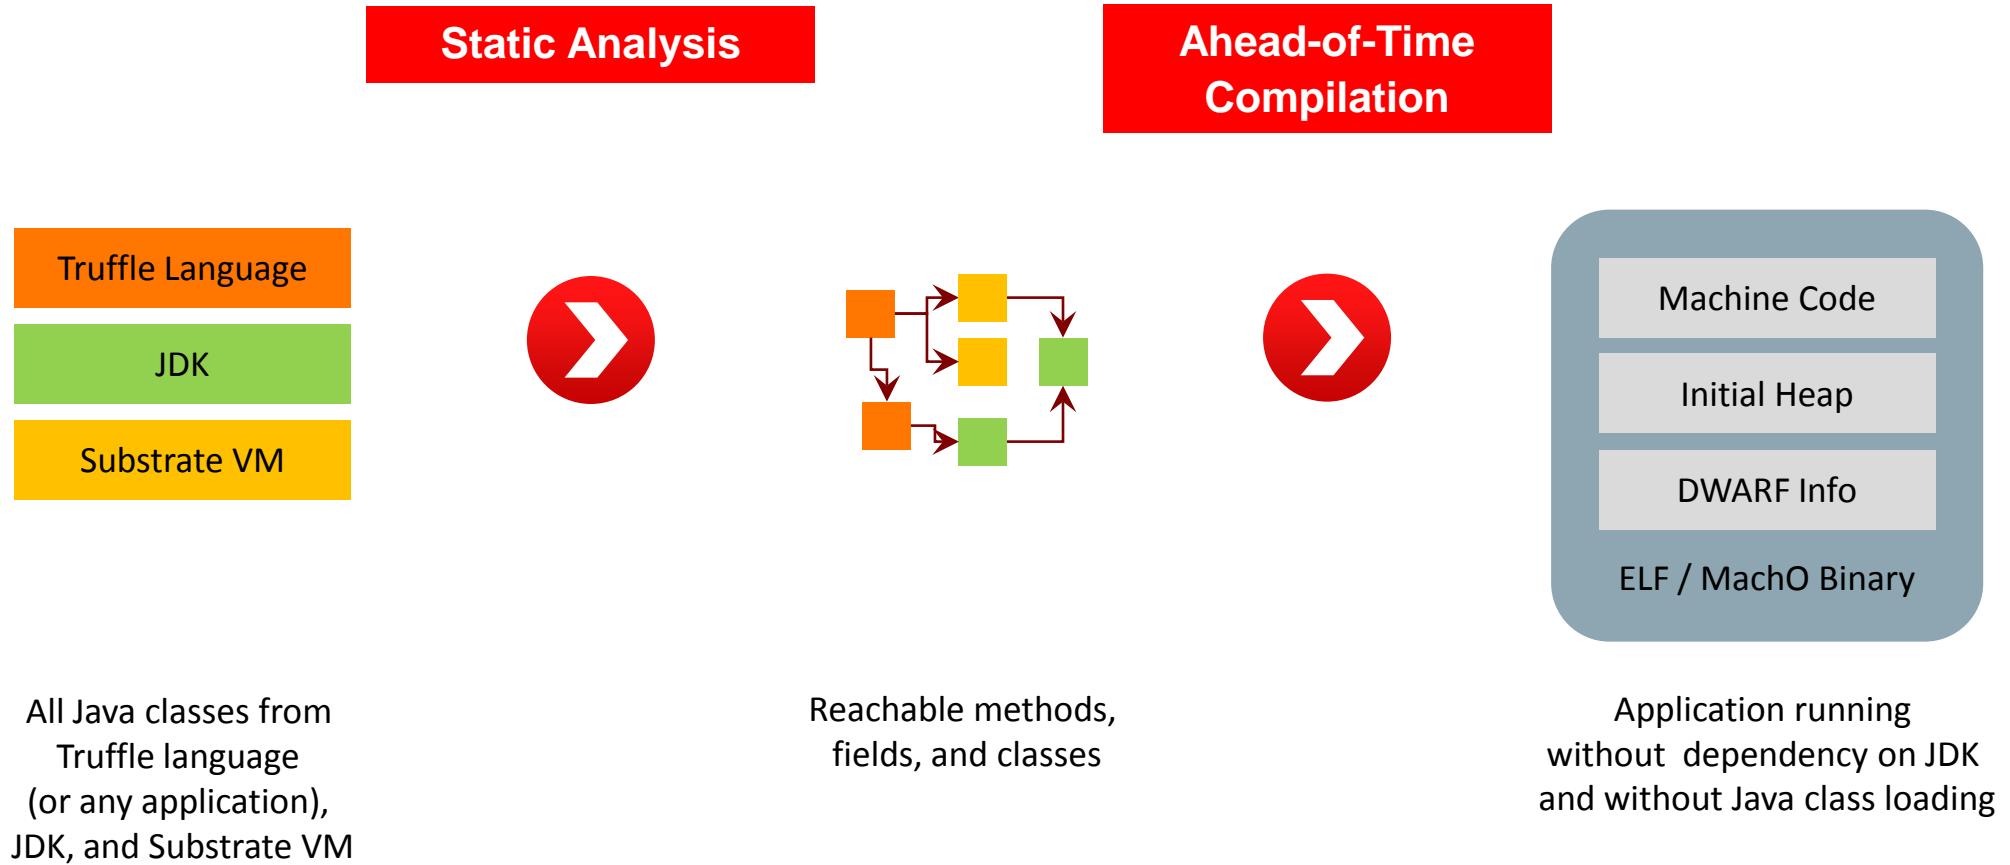 Static Analysis
Ahead-of-Time
Compilation
Truffle Language
JDK
Substrate VM
Machine Code
Initial Heap
DWARF Info
ELF / MachO Binary
All Java classes from
Truffle language
(or any application),
JDK, and Substrate VM
Reachable methods,
fields, and classes
Application running
without dependency on JDK
and without Java class loading